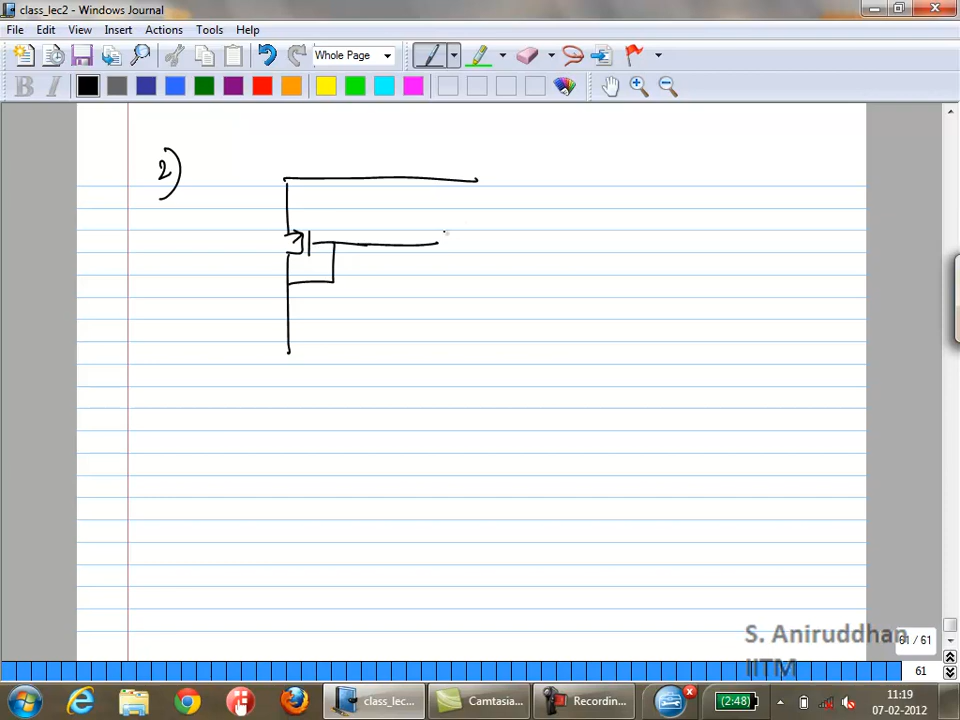 class_lec2 - Windows Journal
File Edit View Insert Actions Tools Help
Whole Page
B I
2)
S. Aniruddhan
IITM
61 / 61
61
class_lec...
Camtasia...
Recordin...
(2:48)
11:19
07-02-2012